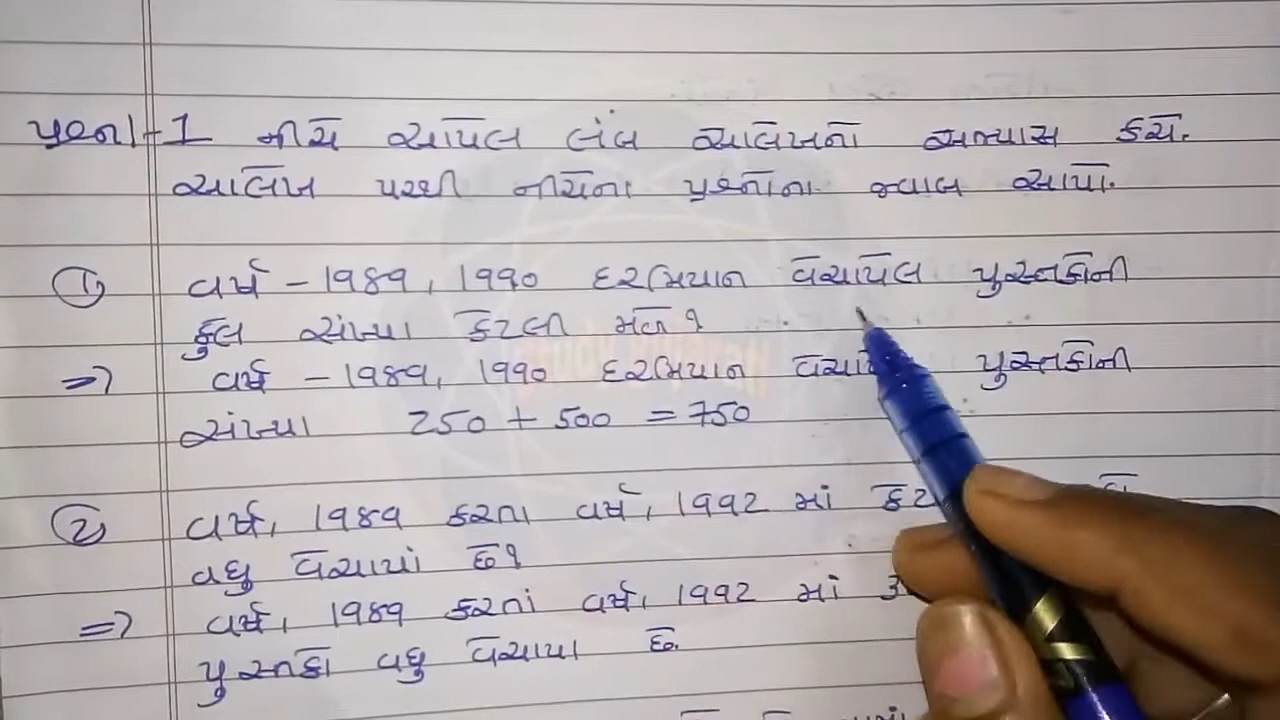 પ્રશ્ન-1 નીચે આપેલ લંબ આલેખનો અભ્યાસ કરો.
આલેખ પરથી નીચેના પ્રશ્નોના જવાબ આપો.
① વર્ષ - 1989, 1990 દરમિયાન વેચાયેલ પુસ્તકોની
કુલ સંખ્યા કેટલી મળે ?
⇒ વર્ષ - 1989, 1990 દરમિયાન પુસ્તકોની
સંખ્યા 250 + 500 = 750
② વર્ષ, 1989 કરતા વર્ષ, 1992 માં
વધુ વેચાયાં છે ?
⇒ વર્ષ, 1989 કરતાં વર્ષ, 1992 માં
પુસ્તકો વધુ વેચાયા છે.